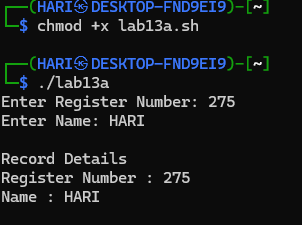 ┌──(HARI㉿DESKTOP-FND9EI9)-[~]
└─$ chmod +x lab13a.sh
┌──(HARI㉿DESKTOP-FND9EI9)-[~]
└─$ ./lab13a
Enter Register Number: 275
Enter Name: HARI
Record Details
Register Number : 275
Name : HARI